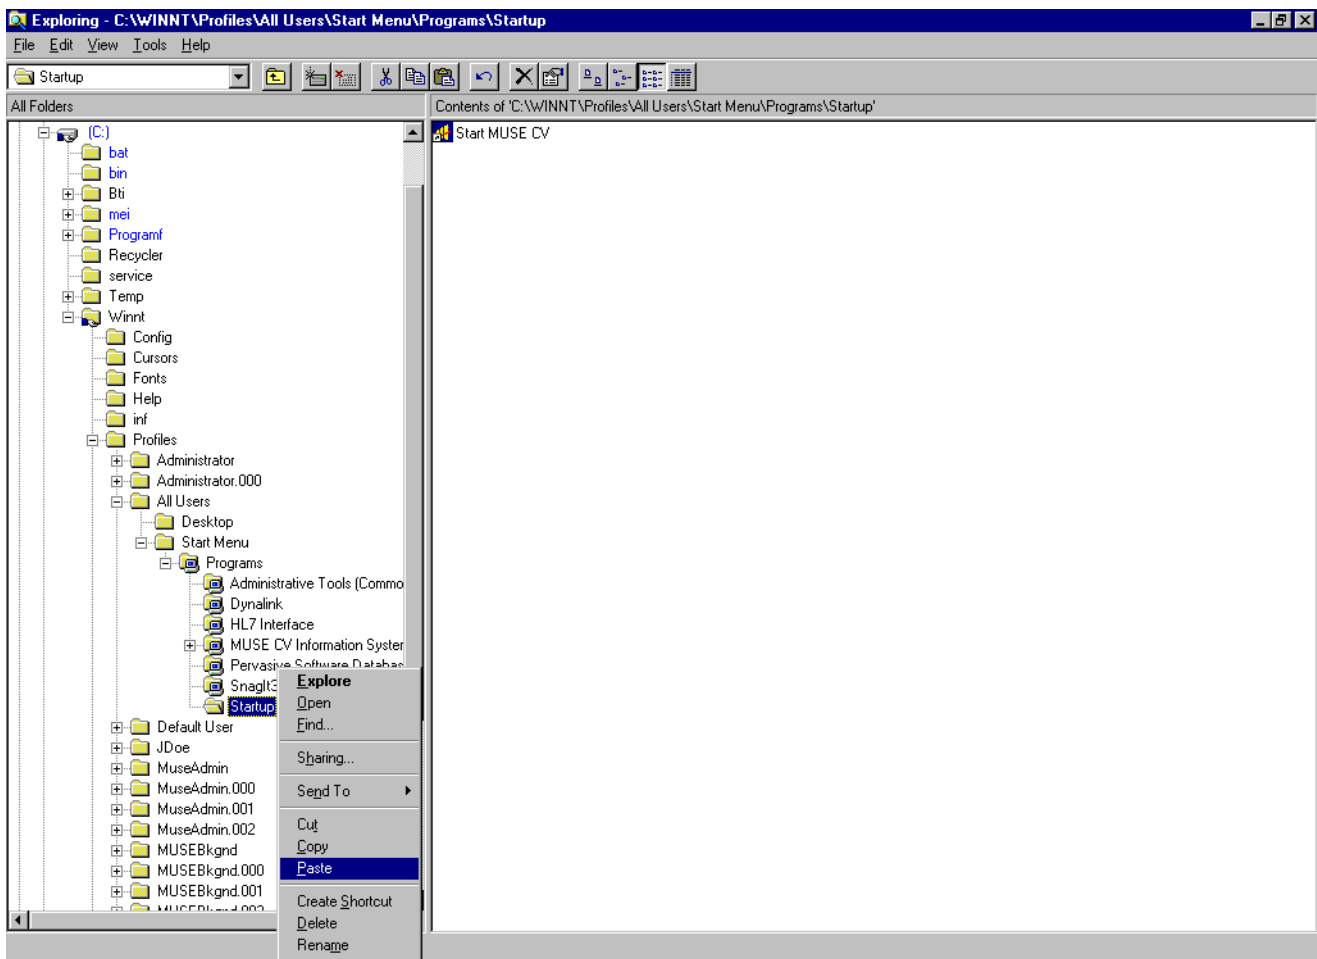 Exploring - C:\WINNT\Profiles\All Users\Start Menu\Programs\Startup
File Edit View Tools Help
Startup
All Folders
Contents of 'C:\WINNT\Profiles\All Users\Start Menu\Programs\Startup'
(C:)
Start MUSE CV
bat
bin
Bti
mei
Programf
Recycler
service
Temp
Winnt
Config
Cursors
Fonts
Help
inf
Profiles
Administrator
Administrator.000
All Users
Desktop
Start Menu
Programs
Administrative Tools (Commo
Dynalink
HL7 Interface
MUSE CV Information Syster
Pervasive Software Databas
SnagIt3
Startup
Default User
JDoe
MuseAdmin
MuseAdmin.000
MuseAdmin.001
MuseAdmin.002
MUSEBkgnd
MUSEBkgnd.000
MUSEBkgnd.001
Explore
Open
Find...
Sharing...
Send To
Cut
Copy
Paste
Create Shortcut
Delete
Rename